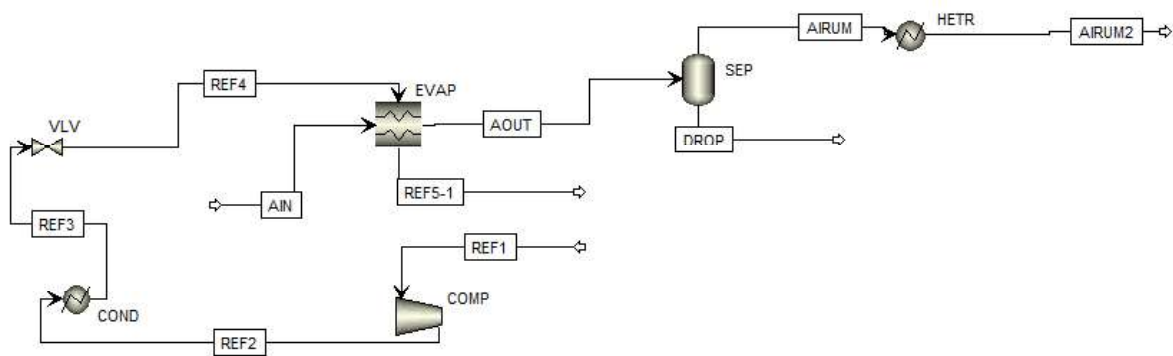 AIRUM
HETR
AIRUM2
SEP
REF4
EVAP
AOUT
VLV
DROP
AIN
REF5-1
REF3
REF1
COMP
COND
REF2